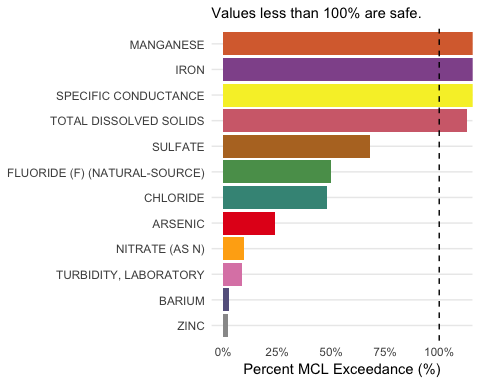 Values less than 100% are safe.
MANGANESE
IRON
SPECIFIC CONDUCTANCE
TOTAL DISSOLVED SOLIDS
SULFATE
FLUORIDE (F) (NATURAL-SOURCE)
CHLORIDE
ARSENIC
NITRATE (AS N)
TURBIDITY, LABORATORY
BARIUM
ZINC
0% 25% 50% 75% 100%
Percent MCL Exceedance (%)